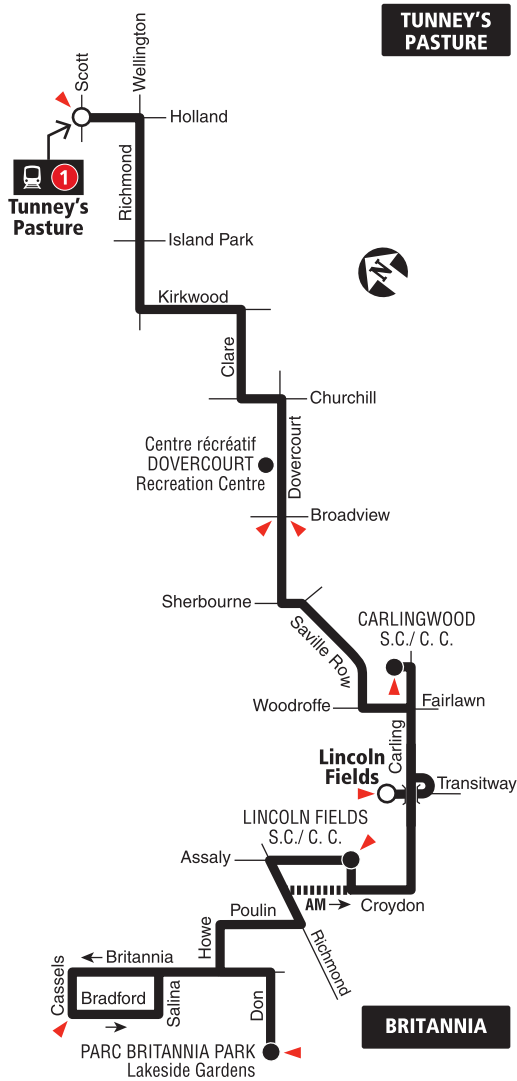 TUNNEY'S
PASTURE
Scott
Wellington
Holland
1
Tunney's
Pasture
Richmond
Island Park
N
Kirkwood
Clare
Churchill
Centre récréatif
DOVERCOURT
Recreation Centre
Dovercourt
Broadview
Sherbourne
Saville Row
CARLINGWOOD
S.C./ C. C.
Woodroffe
Fairlawn
Carling
Lincoln
Fields
Transitway
LINCOLN FIELDS
S.C./ C. C.
Assaly
AM
Croydon
Poulin
Richmond
Howe
Britannia
Cassels
Bradford
Salina
Don
BRITANNIA
PARC BRITANNIA PARK
Lakeside Gardens